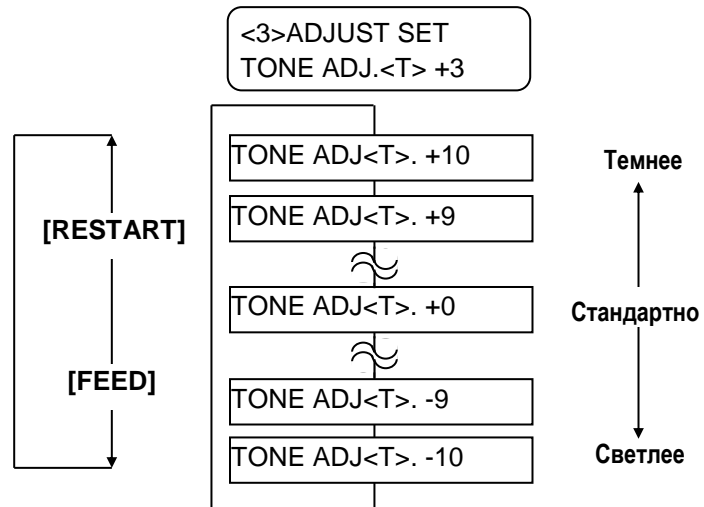 <3>ADJUST SET
TONE ADJ.<T> +3
TONE ADJ<T>. +10
Темнее
TONE ADJ<T>. +9
[RESTART]
TONE ADJ<T>. +0
Стандартно
[FEED]
TONE ADJ<T>. -9
TONE ADJ<T>. -10
Светлее